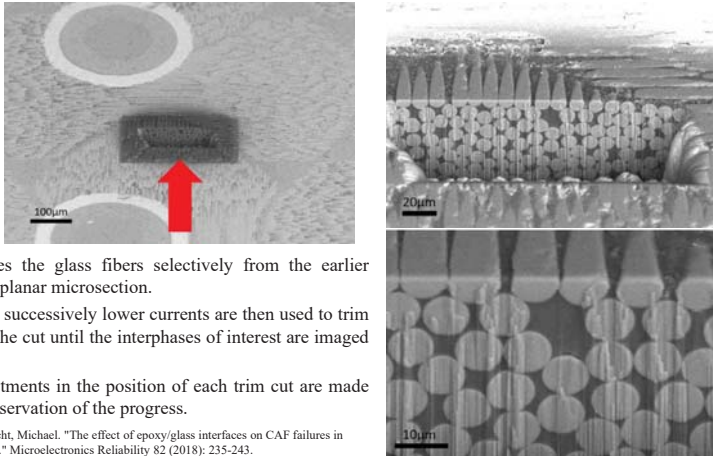 100μm
20μm
10μm
es the glass fibers selectively from the earlier
planar microsection.
successively lower currents are then used to trim
he cut until the interphases of interest are imaged
tments in the position of each trim cut are made
servation of the progress.
cht, Michael. "The effect of epoxy/glass interfaces on CAF failures in
." Microelectronics Reliability 82 (2018): 235-243.